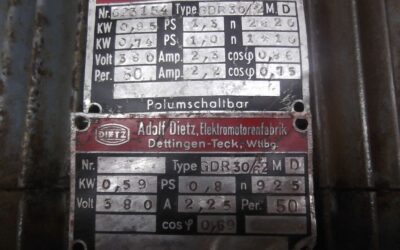 Nr. Type GDR 30/2 M D
KW 0,95 PS 1,3 n 2820
KW 0,74 PS 1,0 n 1410
Volt 380 Amp. 2,3 cosφ 0,86
Per. 50 Amp. 2,2 cosφ 0,75
Polumschaltbar
DIETZ Adolf Dietz, Elektromotorenfabrik
Dettingen-Teck, Wttbg.
Nr. Type GDR 30/62 M D
KW 0,59 PS 0,8 n 925
Volt 380 A 2,25 Per. 50
cosφ 0,69